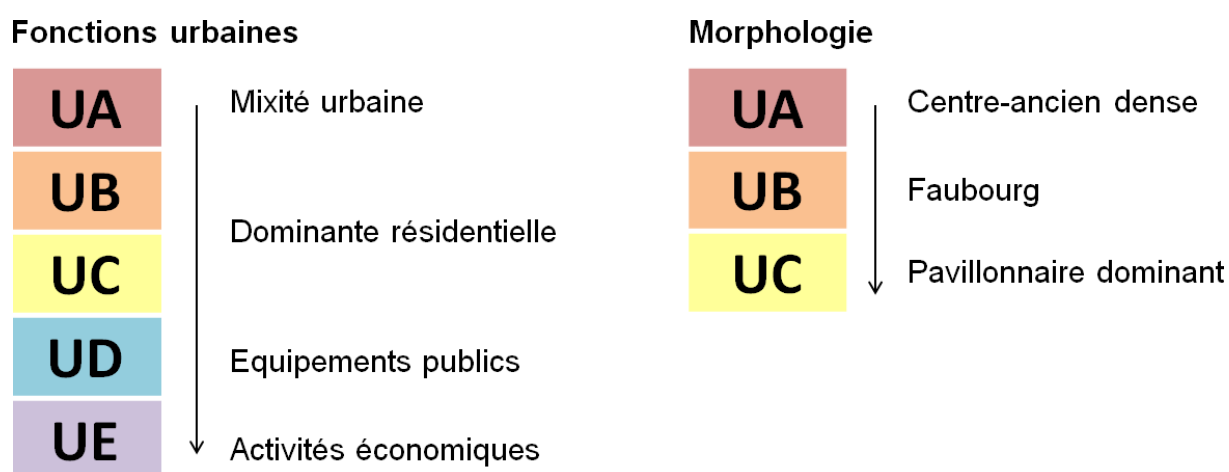 Fonctions urbaines
UA
Mixité urbaine
UB
Dominante résidentielle
UC
UD
Equipements publics
UE
Activités économiques
Morphologie
UA
Centre-ancien dense
UB
Faubourg
UC
Pavillonnaire dominant